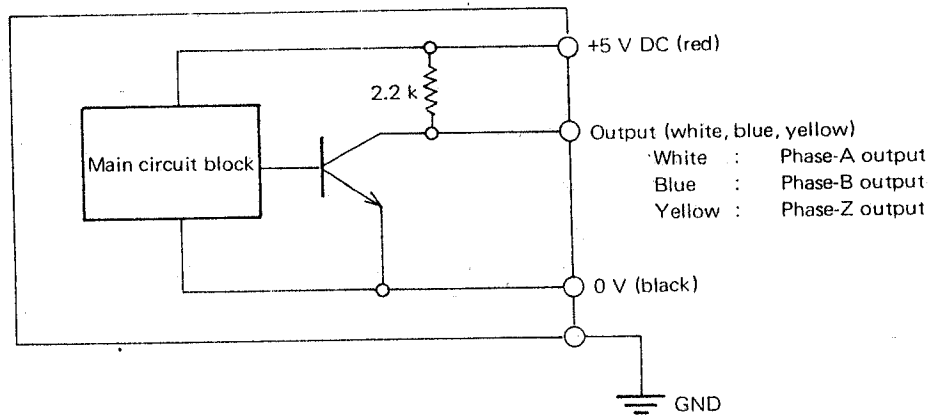 +5 V DC (red)
2.2 k
Output (white, blue, yellow)
Main circuit block
White : Phase-A output
Blue : Phase-B output
Yellow : Phase-Z output
0 V (black)
GND